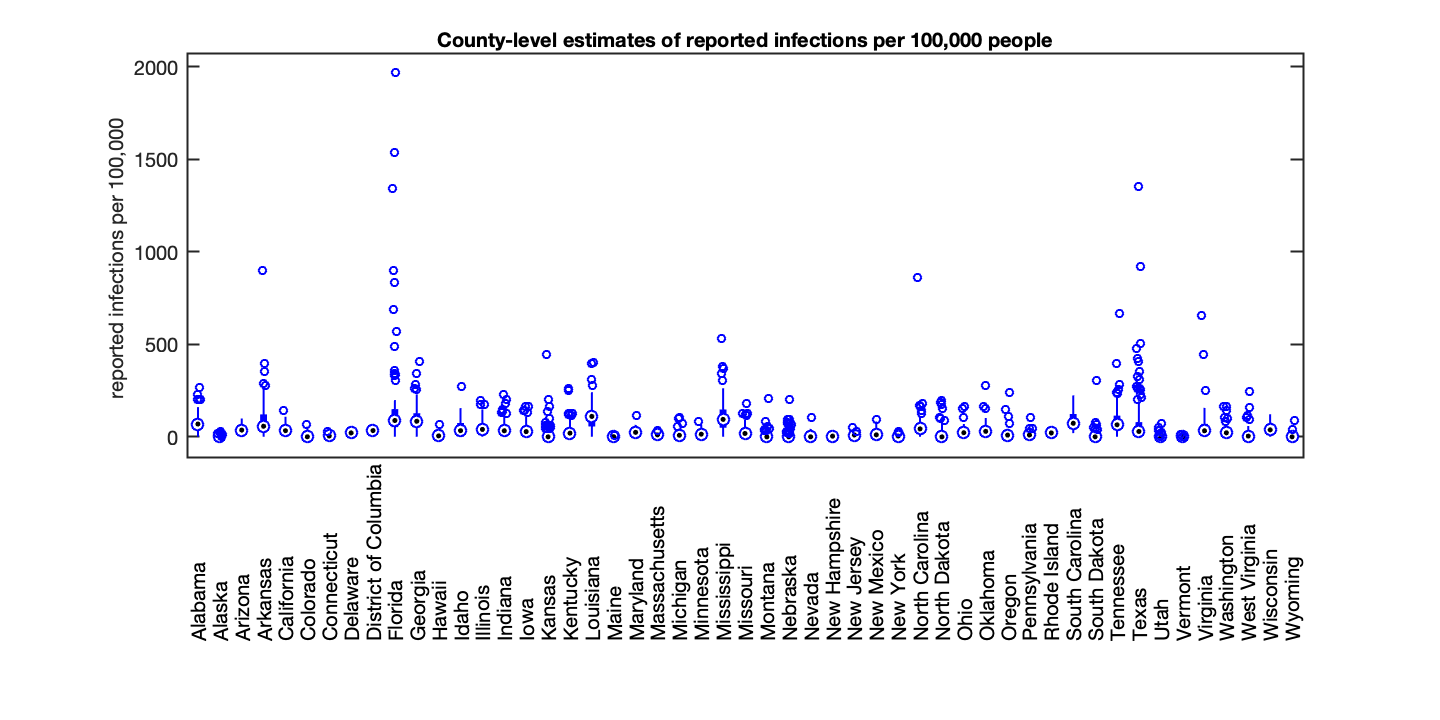 County-level estimates of reported infections per 100,000 people
reported infections per 100,000
2000
1500
1000
500
0
Alabama
Alaska
Arizona
Arkansas
California
Colorado
Connecticut
Delaware
District of Columbia
Florida
Georgia
Hawaii
Idaho
Illinois
Indiana
Iowa
Kansas
Kentucky
Louisiana
Maine
Maryland
Massachusetts
Michigan
Minnesota
Mississippi
Missouri
Montana
Nebraska
Nevada
New Hampshire
New Jersey
New Mexico
New York
North Carolina
North Dakota
Ohio
Oklahoma
Oregon
Pennsylvania
Rhode Island
South Carolina
South Dakota
Tennessee
Texas
Utah
Vermont
Virginia
Washington
West Virginia
Wisconsin
Wyoming